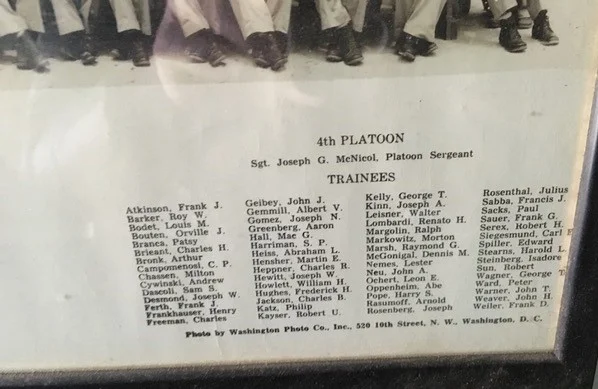 4th PLATOON
Sgt. Joseph G. McNicol, Platoon Sergeant
TRAINEES
Atkinson, Frank J.
Barker, Roy W.
Bodet, Louis M.
Bouten, Orville J.
Branca, Patsy
Brieant, Charles H.
Bronk, Arthur
Campomenosi, C. P.
Chassen, Milton
Cywinski, Andrew
Dascoli, Sam S.
Desmond, Joseph W.
Ferth, Frank J.
Frankhauser, Henry
Freeman, Charles
Geibey, John J.
Gemmill, Albert V.
Gomez, Joseph N.
Greenberg, Aaron
Hall, Mac G.
Harriman, S. P.
Heiss, Abraham L.
Hensher, Martin E.
Heppner, Charles R.
Hewitt, Joseph W.
Howlett, William H.
Hughes, Frederick H.
Jackson, Charles B.
Katz, Philip
Kayser, Robert U.
Kelly, George T.
Kinn, Joseph A.
Leisner, Walter
Lombardi, Renato H.
Margolin, Ralph
Markowitz, Morton
Marsh, Raymond G.
McGonigal, Dennis M.
Nemes, Lester
Neu, John A.
Ochert, Leon E.
Oppenheim, Abe
Pope, Harry S.
Rasumoff, Arnold
Rosenberg, Joseph
Rosenthal, Julius
Sabba, Francis J.
Sacks, Paul
Sauer, Frank G.
Serex, Robert H.
Slegesmund, Carl
Spiller, Edward
Stearns, Harold L.
Steinberg, Isadore
Sun, Robert
Wagner, George T.
Ward, Peter
Warner, John T.
Weaver, John H.
Weiler, Frank D.
Photo by Washington Photo Co., Inc., 520 10th Street, N. W., Washington, D. C.